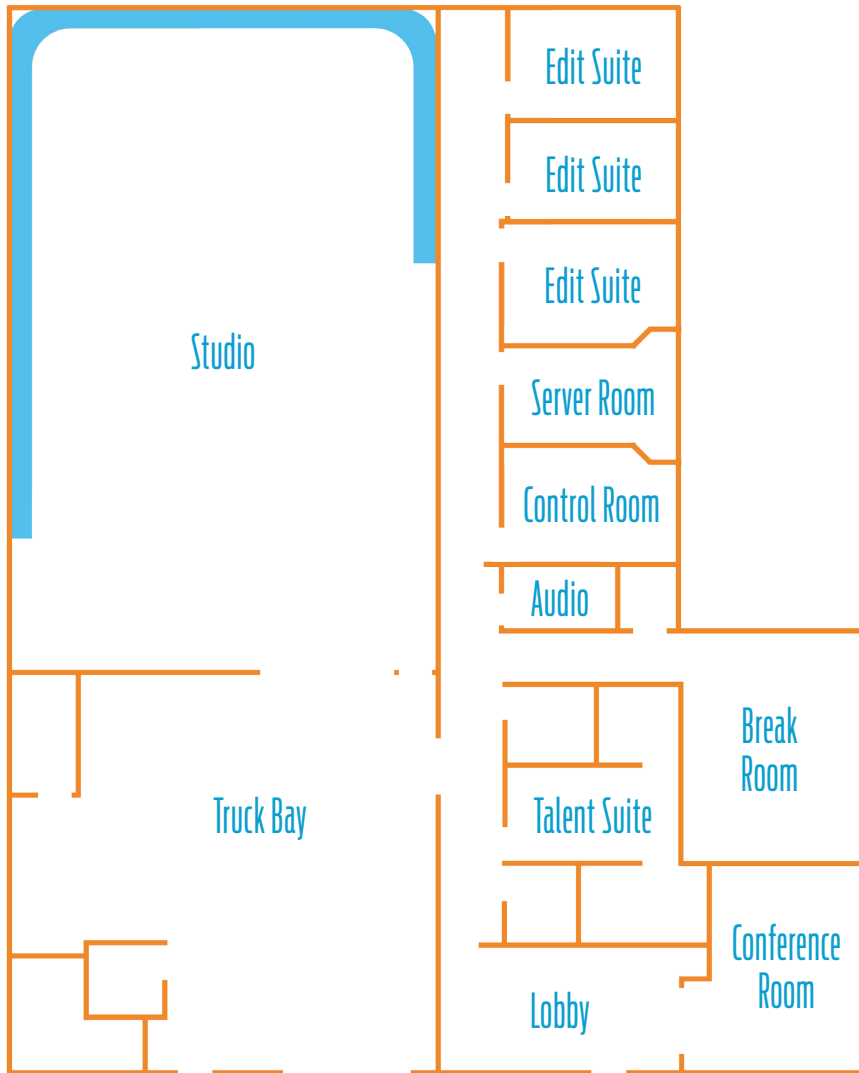 Edit Suite
Edit Suite
Edit Suite
Studio
Server Room
Control Room
Audio
Break
Room
Truck Bay
Talent Suite
Conference
Room
Lobby